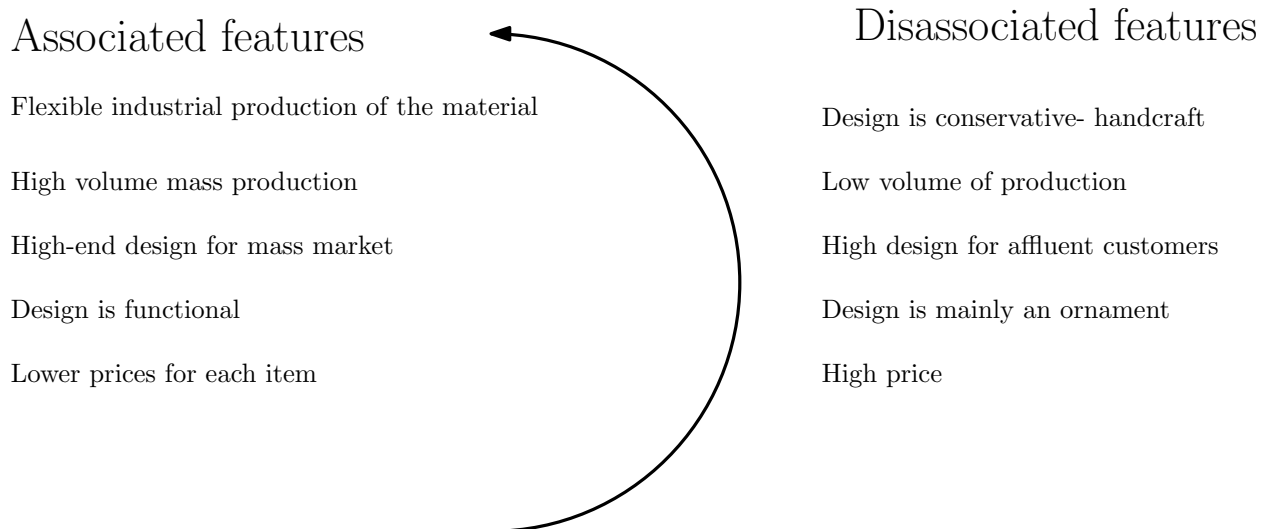 Associated features
Flexible industrial production of the material
High volume mass production
High-end design for mass market
Design is functional
Lower prices for each item
Disassociated features
Design is conservative- handcraft
Low volume of production
High design for affluent customers
Design is mainly an ornament
High price